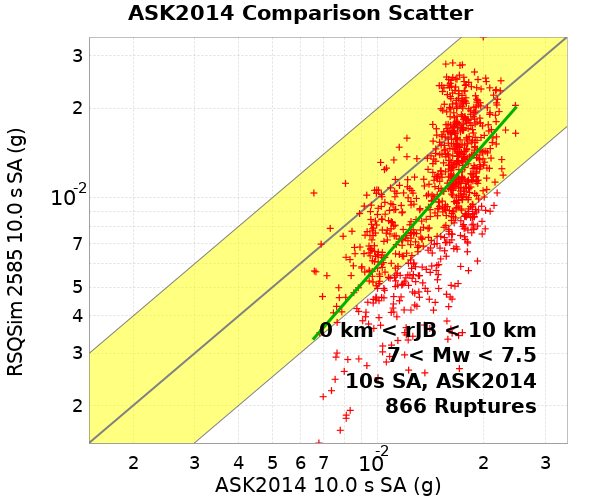 ASK2014 Comparison Scatter
RSQSim 2585 10.0 s SA (g)
3
2
10-2
7
6
5
4
3
2
0 km < rJB < 10 km
7 < Mw < 7.5
10s SA, ASK2014
866 Ruptures
2 3 4 5 6 7 10-2 2 3
ASK2014 10.0 s SA (g)